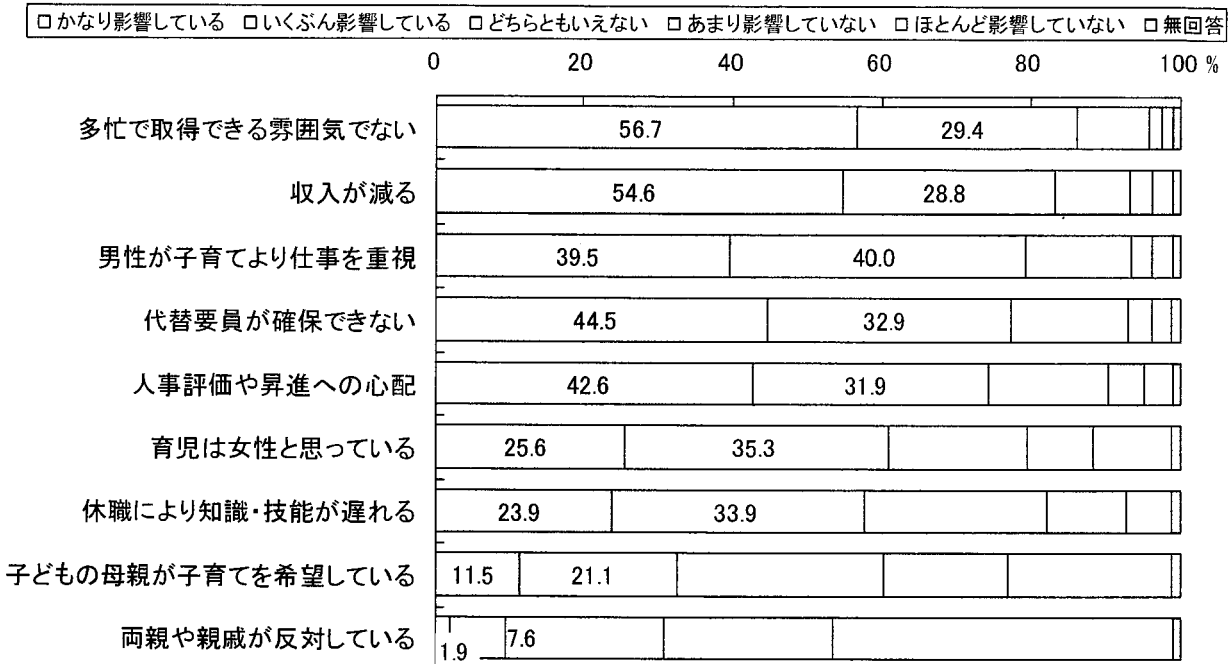 □かなり影響している □いくぶん影響している □どちらともいえない □あまり影響していない □ほとんど影響していない □無回答
0 20 40 60 80 100 %
多忙で取得できる雰囲気でない 56.7 29.4
収入が減る 54.6 28.8
男性が子育てより仕事を重視 39.5 40.0
代替要員が確保できない 44.5 32.9
人事評価や昇進への心配 42.6 31.9
育児は女性と思っている 25.6 35.3
休職により知識・技能が遅れる 23.9 33.9
子どもの母親が子育てを希望している 11.5 21.1
両親や親戚が反対している 1.9 7.6